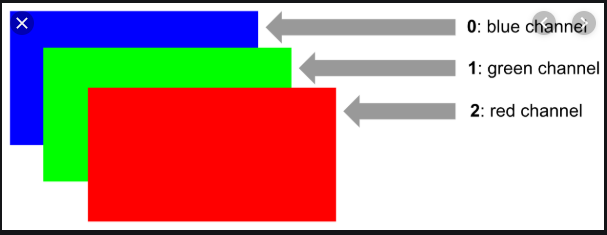 0: blue channel
1: green channel
2: red channel